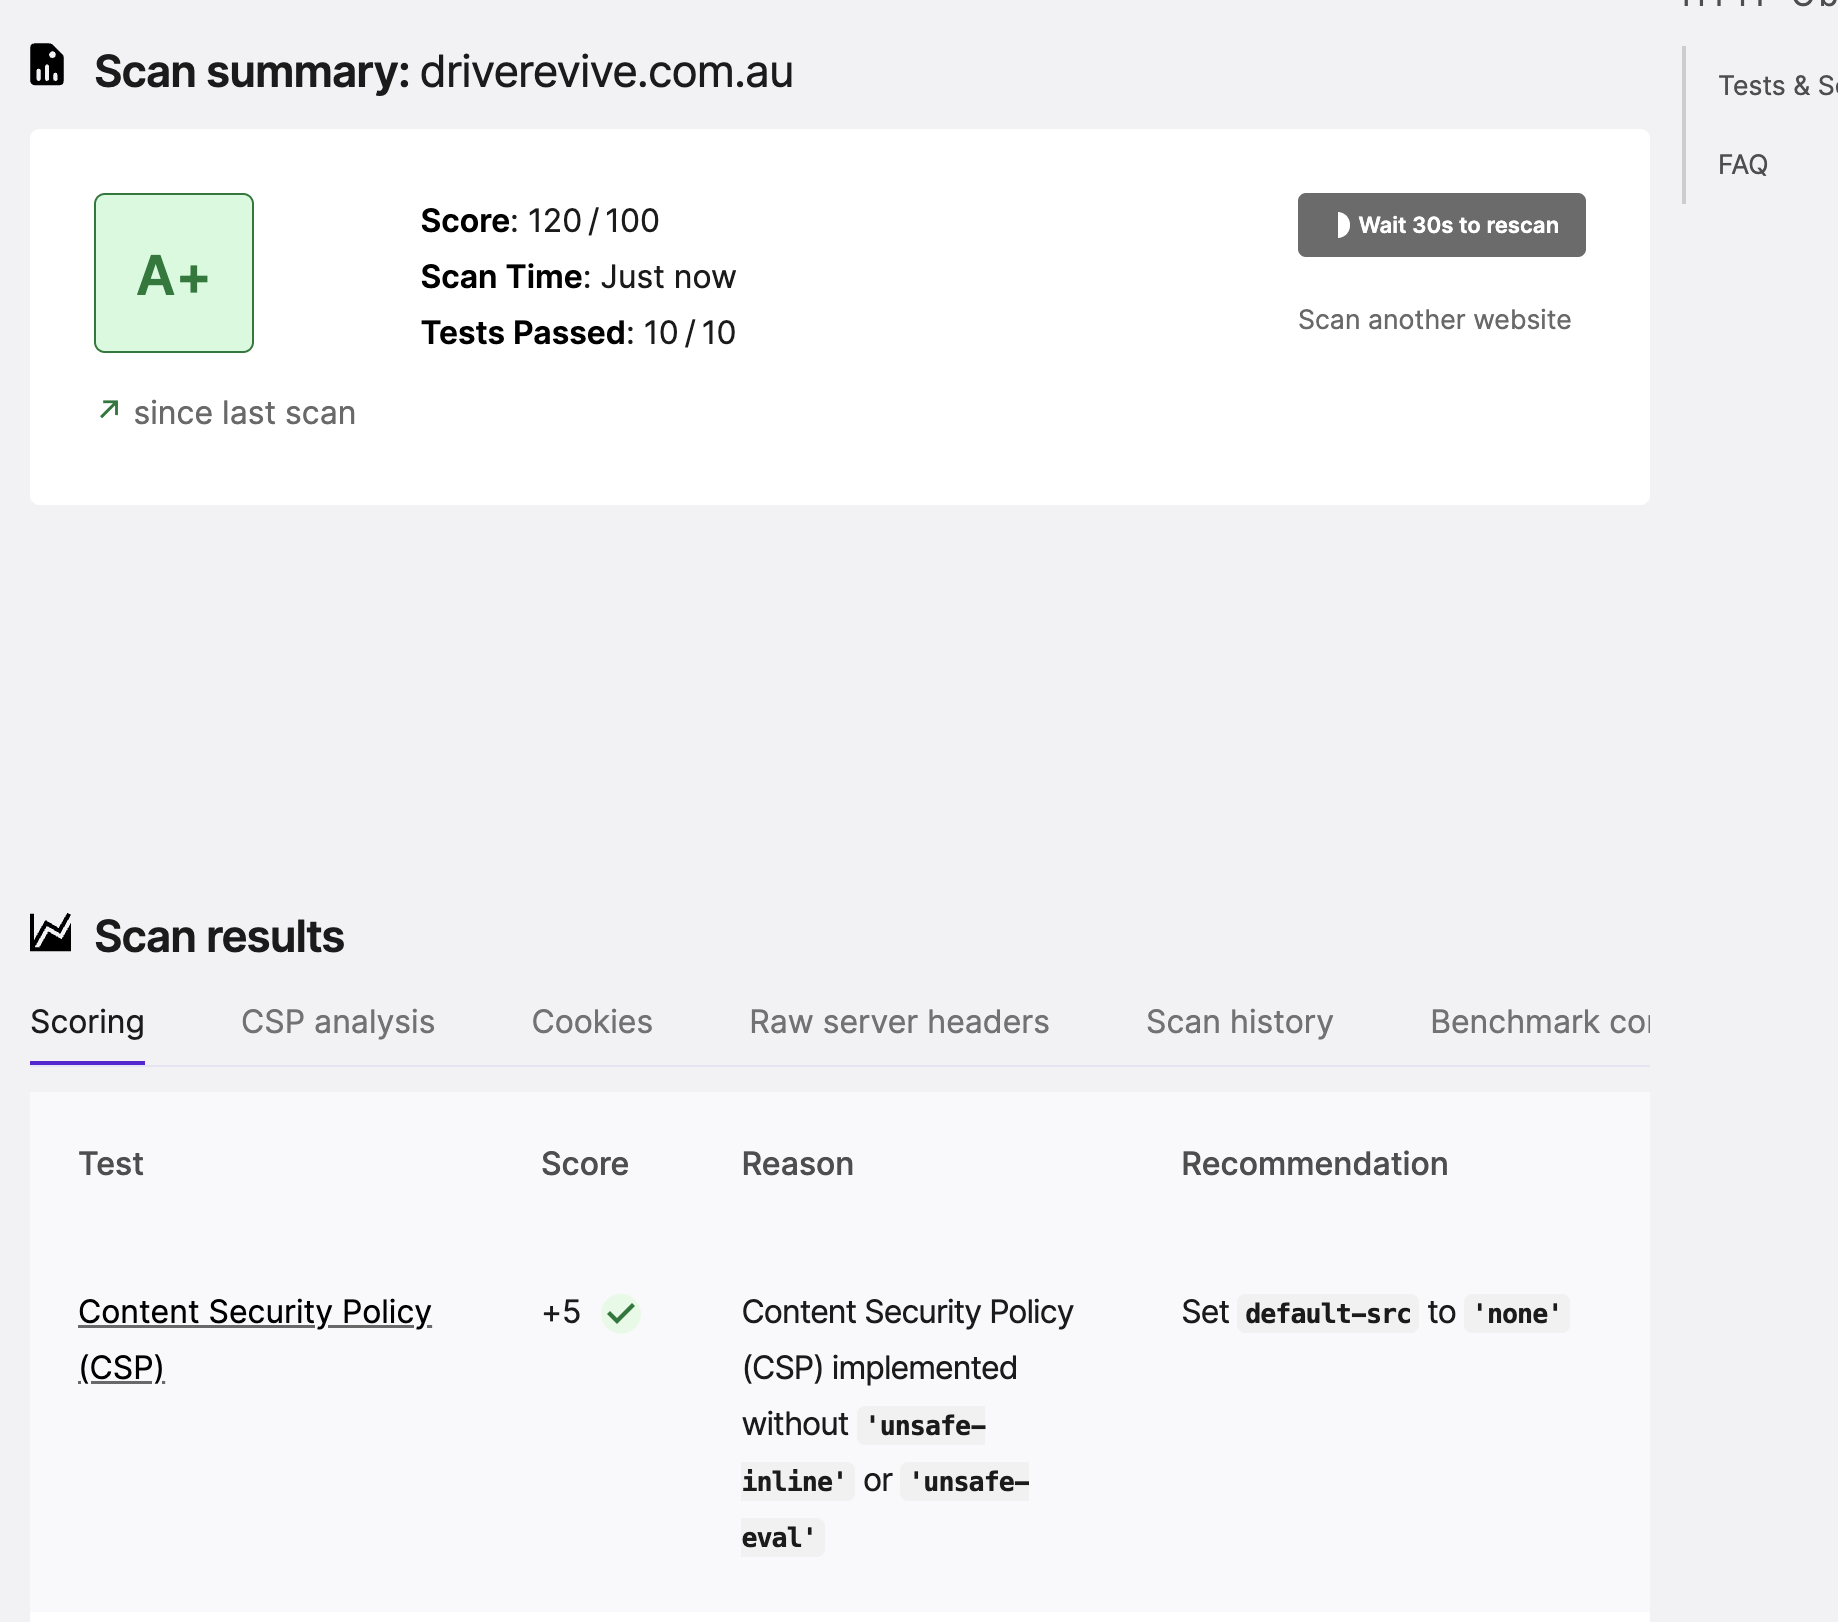 Scan summary: driverevive.com.au
A+
since last scan
Score: 120 / 100
Scan Time: Just now
Tests Passed: 10 / 10
Wait 30s to rescan
Scan another website
Tests & S
FAQ
Scan results
Scoring CSP analysis Cookies Raw server headers Scan history Benchmark co
Test Score Reason Recommendation
Content Security Policy
(CSP)
+5
Content Security Policy
(CSP) implemented
without 'unsafe-
inline' or 'unsafe-
eval'
Set default-src to 'none'